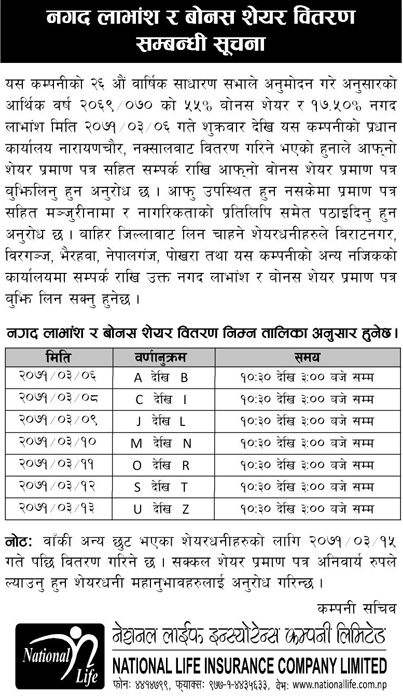 नगद लाभांश र बोनस शेयर वितरण
सम्बन्धी सूचना
यस कम्पनीको २६ औं वार्षिक साधारण सभाले अनुमोदन गरे अनुसारको
आर्थिक वर्ष २०६९/०७० को ५५% वोनस शेयर र १७.५०% नगद
लाभांश मिति २०७१/०३/०६ गते शुक्रवार देखि यस कम्पनीको प्रधान
कार्यालय नारायणचौर, नक्सालवाट वितरण गरिने भएको हुनाले आफ्नो
शेयर प्रमाण पत्र सहित सम्पर्क राखि आफ्नो वोनस शेयर प्रमाण पत्र
वुझिलिनु हुन अनुरोध छ । आफु उपस्थित हुन नसकेमा प्रमाण पत्र
सहित मञ्जुरीनामा र नागरिकताको प्रतिलिपि समेत पठाइदिनु हुन
अनुरोध छ । वाहिर जिल्लावाट लिन चाहने शेयरधनीहरुले विराटनगर,
विरगञ्ज, भैरहवा, नेपालगंज, पोखरा तथा यस कम्पनीको अन्य नजिकको
कार्यालयमा सम्पर्क राखि उक्त नगद लाभांश र वोनस शेयर प्रमाण पत्र
वुझि लिन सक्नु हुनेछ ।
नगद लाभांश र बोनस शेयर वितरण निम्न तालिका अनुसार हुनेछ ।
मिति वर्णानुक्रम समय
२०७१/०३/०६ A देखि B १०:३० देखि ३:०० वजे सम्म
२०७१/०३/०८ C देखि I १०:३० देखि ३:०० वजे सम्म
२०७१/०३/०९ J देखि L १०:३० देखि ३:०० वजे सम्म
२०७१/०३/१० M देखि N १०:३० देखि ३:०० वजे सम्म
२०७१/०३/११ O देखि R १०:३० देखि ३:०० वजे सम्म
२०७१/०३/१२ S देखि T १०:३० देखि ३:०० वजे सम्म
२०७१/०३/१३ U देखि Z १०:३० देखि ३:०० वजे सम्म
नोटः वाँकी अन्य छुट भएका शेयरधनीहरुको लागि २०७१/०३/१५
गते पछि वितरण गरिने छ । सक्कल शेयर प्रमाण पत्र अनिवार्य रुपले
ल्याउनु हुन शेयरधनी महानुभावहरुलाई अनुरोध गरिन्छ ।
कम्पनी सचिव
National Life
नेशनल लाईफ इन्स्योरेन्स कम्पनी लिमिटेड
NATIONAL LIFE INSURANCE COMPANY LIMITED
फोनः ४४१४७९९, फ्याक्सः ९७७-१-४४३५६३३, वेभः www.nationallife.com.np